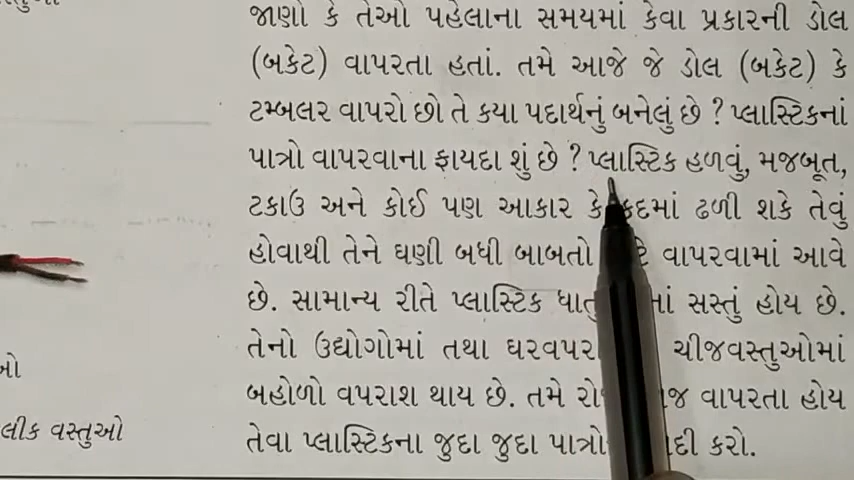 જાણો કે તેઓ પહેલાના સમયમાં કેવા પ્રકારની ડોલ
(બકેટ) વાપરતા હતાં. તમે આજે જે ડોલ (બકેટ) કે
ટમ્બલર વાપરો છો તે કયા પદાર્થનું બનેલું છે ? પ્લાસ્ટિકનાં
પાત્રો વાપરવાના ફાયદા શું છે ? પ્લાસ્ટિક હળવું, મજબૂત,
ટકાઉ અને કોઈ પણ આકાર કે કદમાં ઢળી શકે તેવું
હોવાથી તેને ઘણી બધી બાબતો વાપરવામાં આવે
છે. સામાન્ય રીતે પ્લાસ્ટિક સસ્તું હોય છે.
તેનો ઉદ્યોગોમાં તથા ચીજવસ્તુઓમાં
બહોળો વપરાશ થાય છે. તમે વાપરતા હોય
લીક વસ્તુઓ
તેવા પ્લાસ્ટિકના જુદા જુદા કરો.